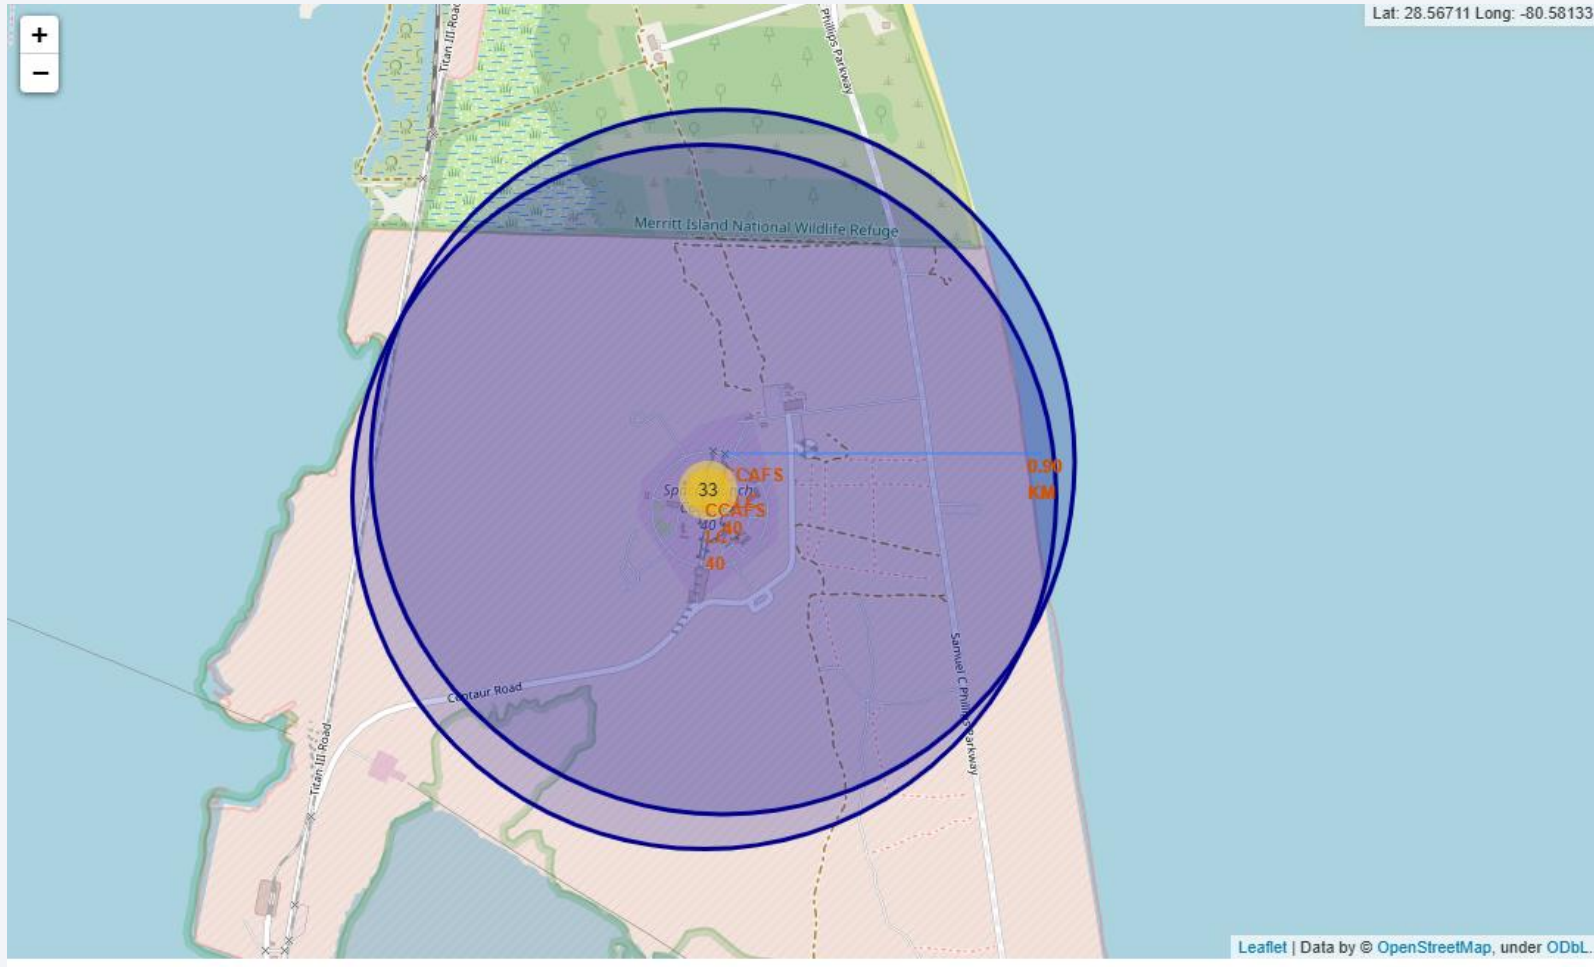 +
−
Lat: 28.56711 Long: -80.58133
Titan III Road
Phillips Parkway
Merritt Island National Wildlife Refuge
0.90
KM
33
CCAFS
CCAFS
40
40
40
Centaur Road
Samuel C Phillips Parkway
Titan III Road
Leaflet | Data by © OpenStreetMap, under ODbL.